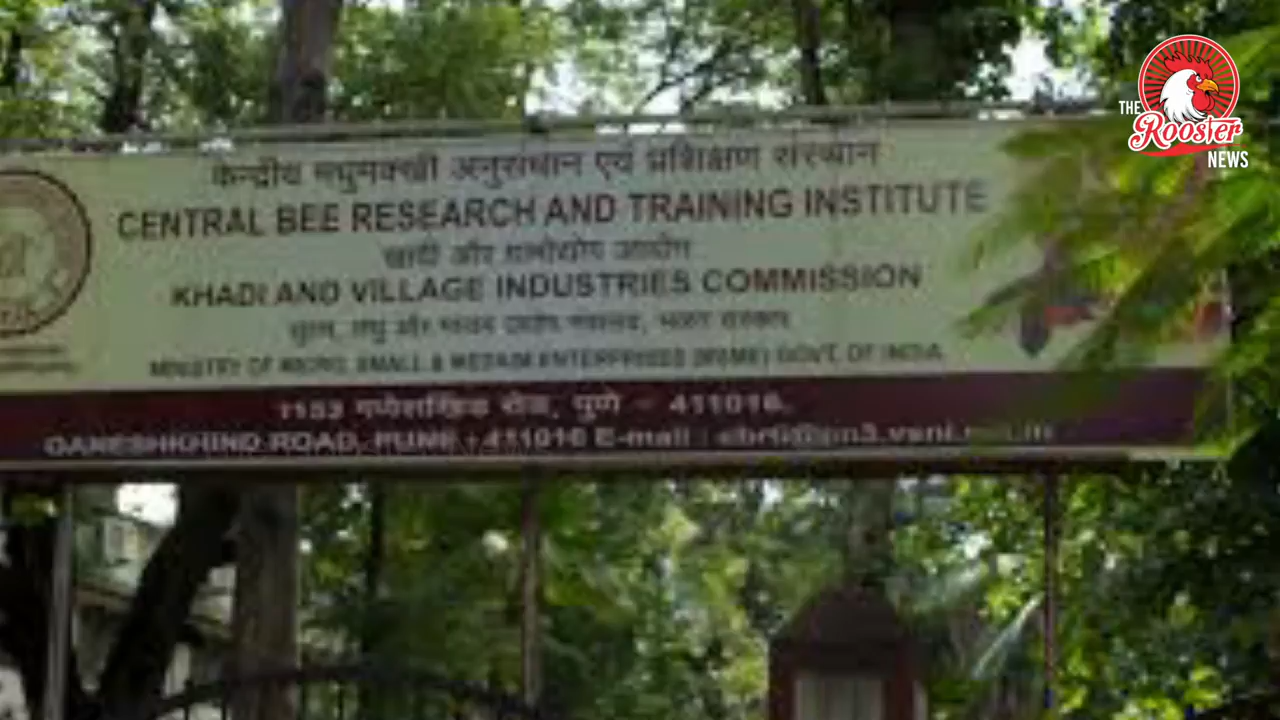 केन्द्रीय मधुमक्खी अनुसंधान एवं प्रशिक्षण संस्थान
CENTRAL BEE RESEARCH AND TRAINING INSTITUTE
खादी और ग्रामोद्योग आयोग
KHADI AND VILLAGE INDUSTRIES COMMISSION
MINISTRY OF MICRO, SMALL & MEDIUM ENTERPRISES (MSME) GOVT. OF INDIA
1153 गणेशखिंड रोड, पुणे - 411016.
GANESHKHIND ROAD, PUNE - 411016 E-mail :
THE
Rooster
NEWS